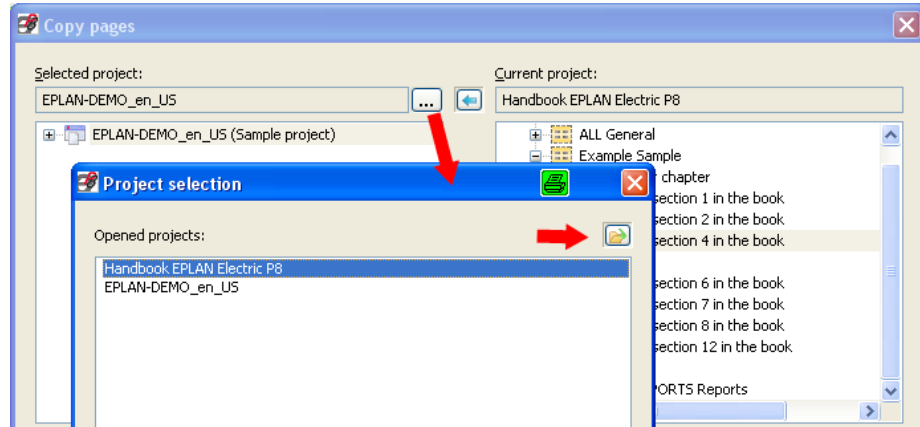 Copy pages
Selected project:
Current project:
EPLAN-DEMO_en_US
...
Handbook EPLAN Electric P8
EPLAN-DEMO_en_US (Sample project)
ALL General
Example Sample
Project selection
chapter
section 1 in the book
section 2 in the book
Opened projects:
section 4 in the book
Handbook EPLAN Electric P8
EPLAN-DEMO_en_US
section 6 in the book
section 7 in the book
section 8 in the book
section 12 in the book
Reports